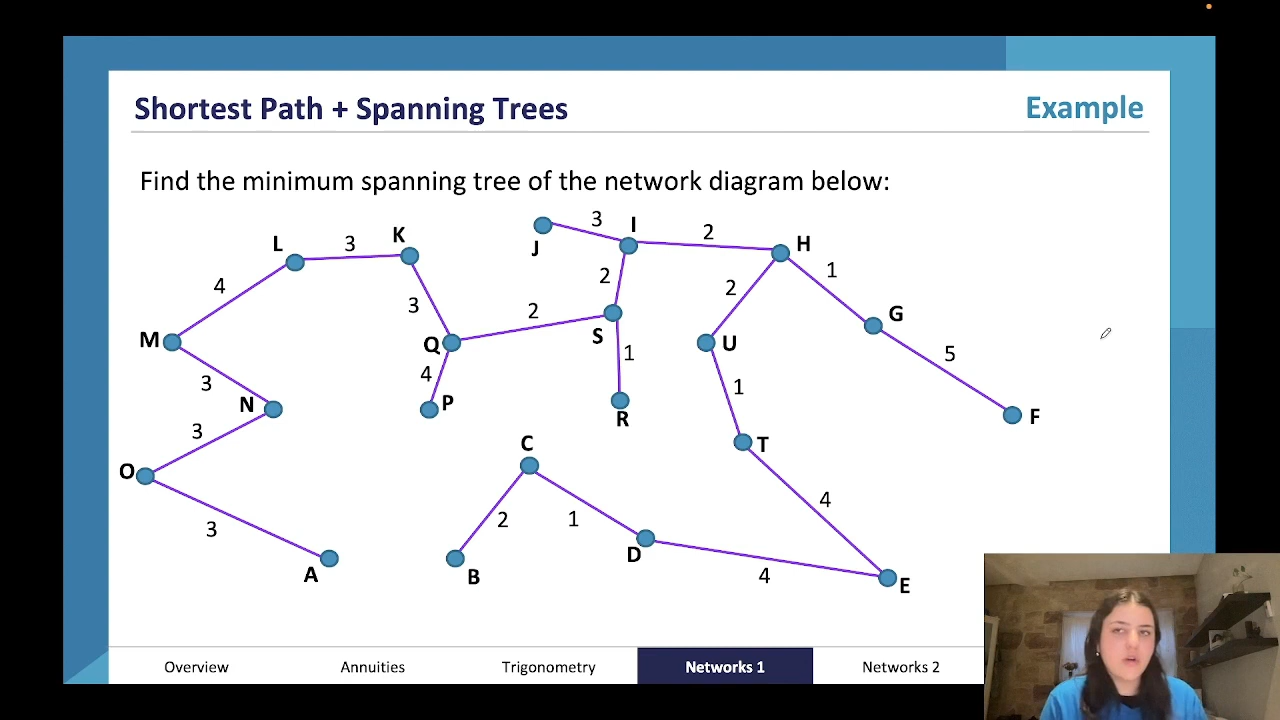 Shortest Path + Spanning Trees
Example
Find the minimum spanning tree of the network diagram below:
3 I
L 3 K J 2 H
4 2 2 1
3 2 G
M Q S U 5
3 4 1 1
N P F
3 R
C T
O
4
3 2 1
D
A B 4 E
Overview Annuities Trigonometry Networks 1 Networks 2